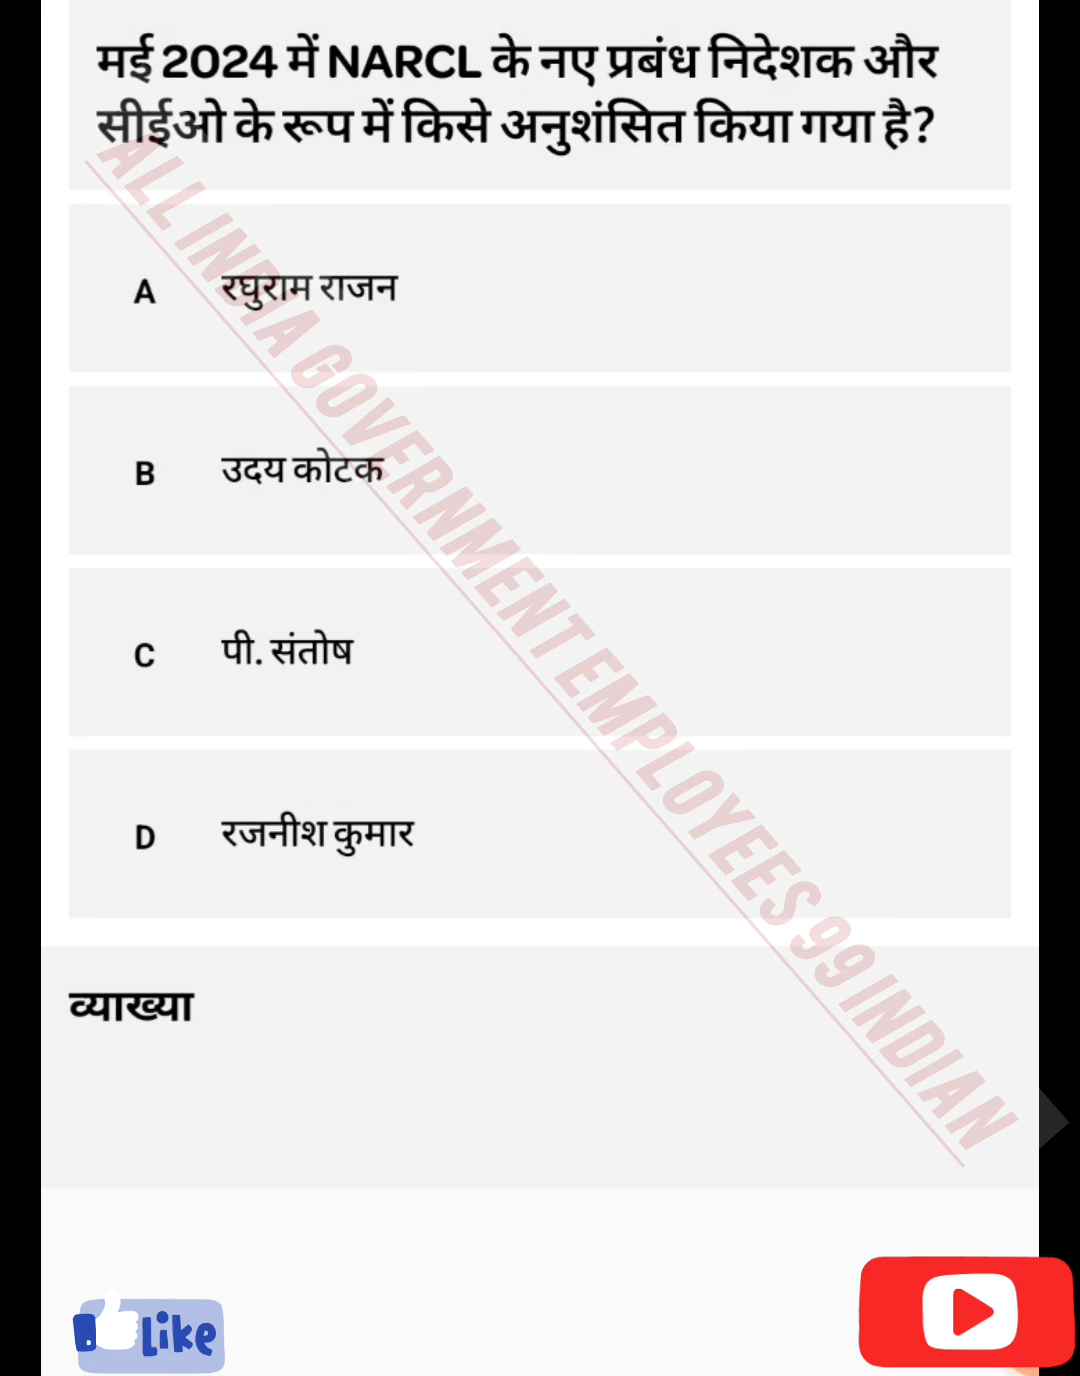 मई 2024 में NARCL के नए प्रबंध निदेशक और
सीईओ के रूप में किसे अनुशंसित किया गया है?
A रघुराम राजन
B उदय कोटक
C पी. संतोष
D रजनीश कुमार
व्याख्या
ALL INDIA GOVERNMENT EMPLOYEES 99 INDIAN
Like